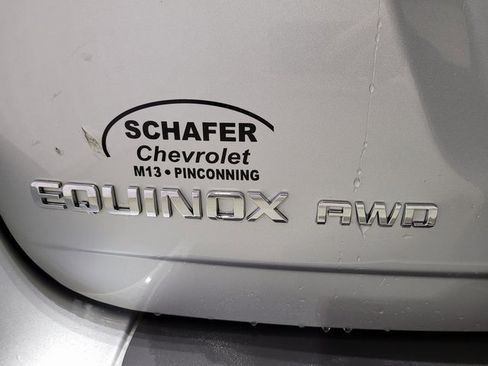 SCHAFER
Chevrolet
M13 • PINCONNING
EQUINOX AWD